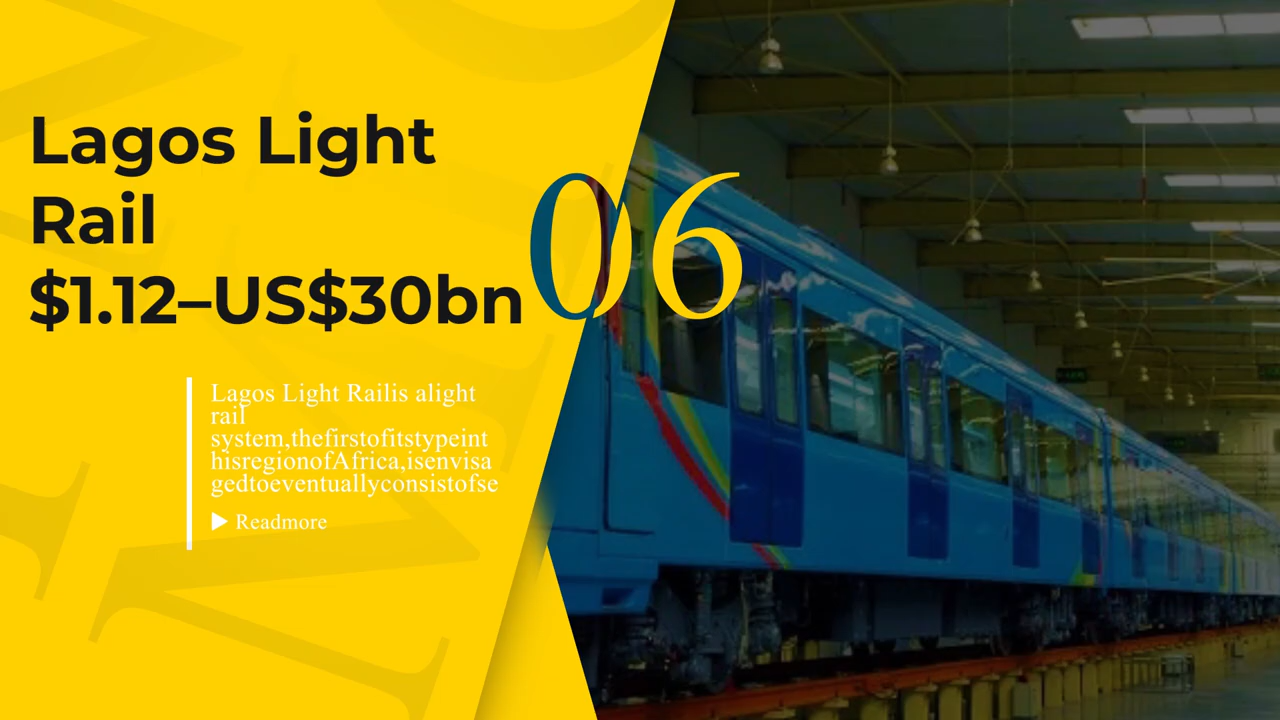 Lagos Light
Rail
$1.12–US$30bn
06
Lagos Light Railis alight
rail
system,thefirstofitstypeint
hisregionofAfrica,isenvisa
gedtoeventuallyconsistofse
Readmore